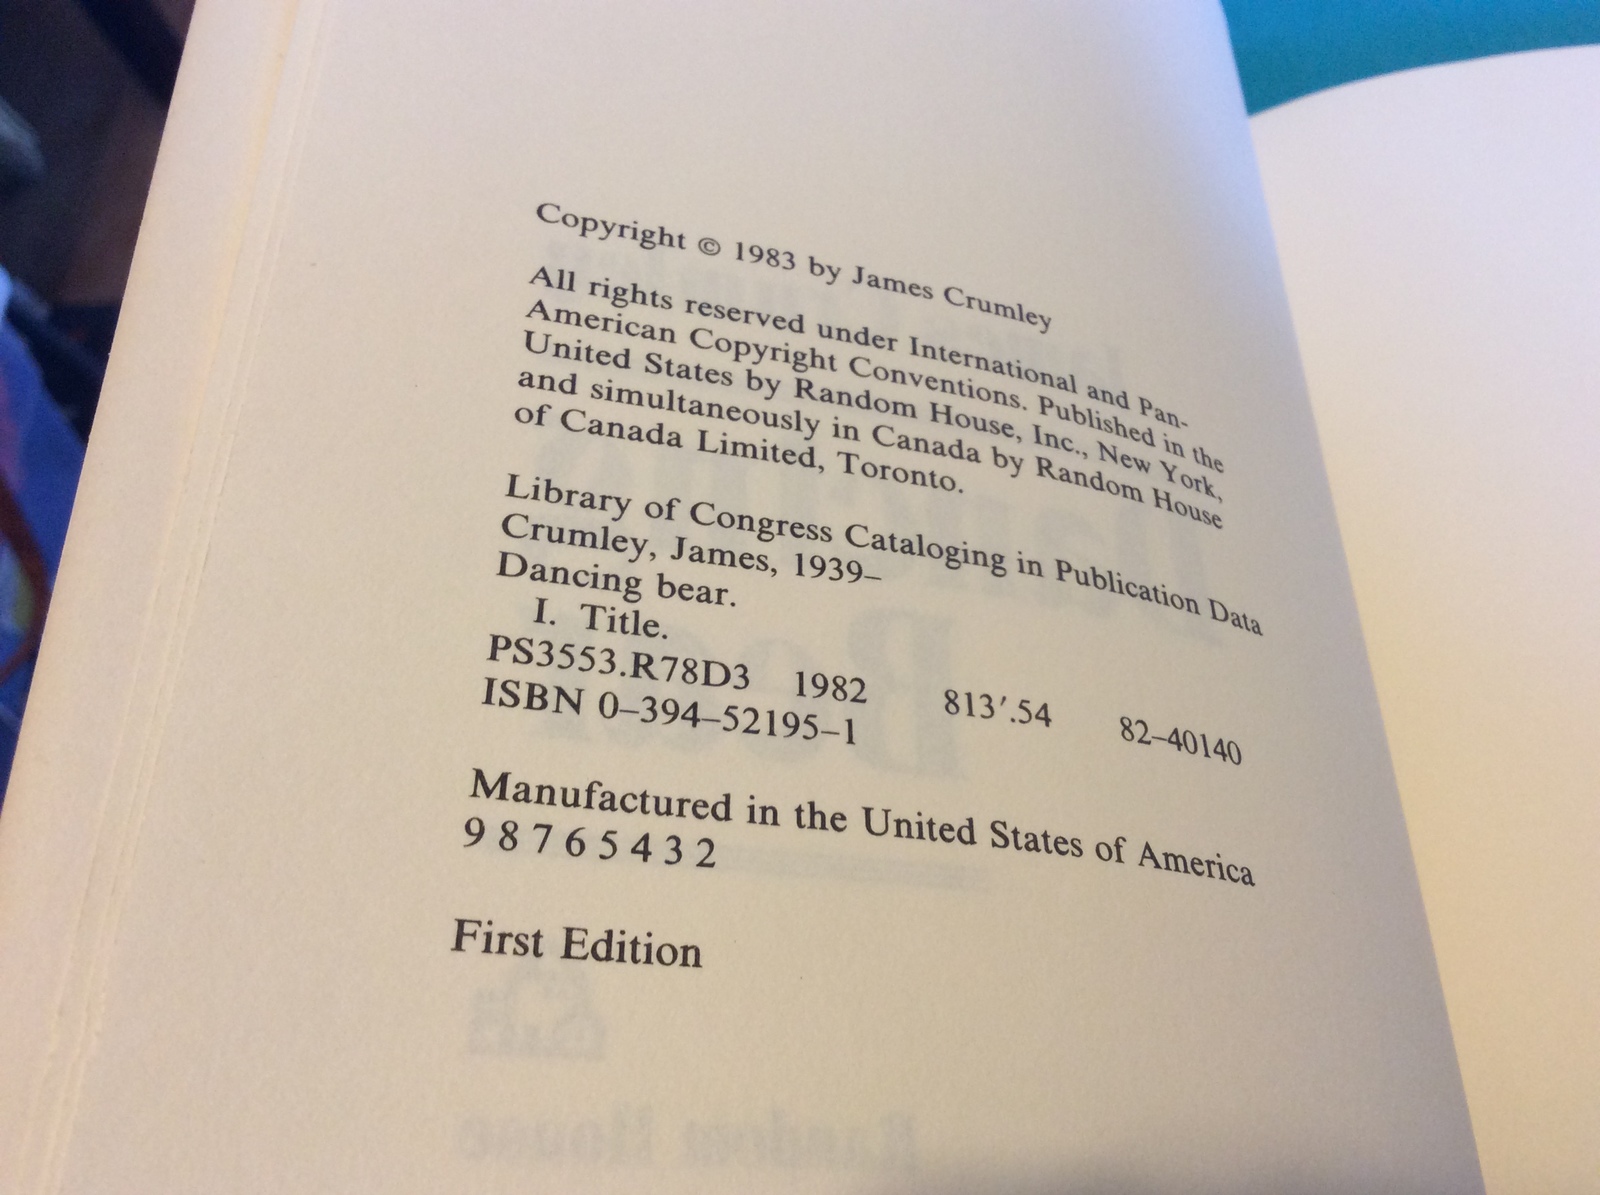 Copyright © 1983 by James Crumley
All rights reserved under International and Pan-
American Copyright Conventions. Published in the
United States by Random House, Inc., New York,
and simultaneously in Canada by Random House
of Canada Limited, Toronto.
Library of Congress Cataloging in Publication Data
Crumley, James, 1939–
Dancing bear.
I. Title.
PS3553.R78D3 1982 813′.54 82–40140
ISBN 0–394–52195–1
Manufactured in the United States of America
9 8 7 6 5 4 3 2
First Edition
Random House